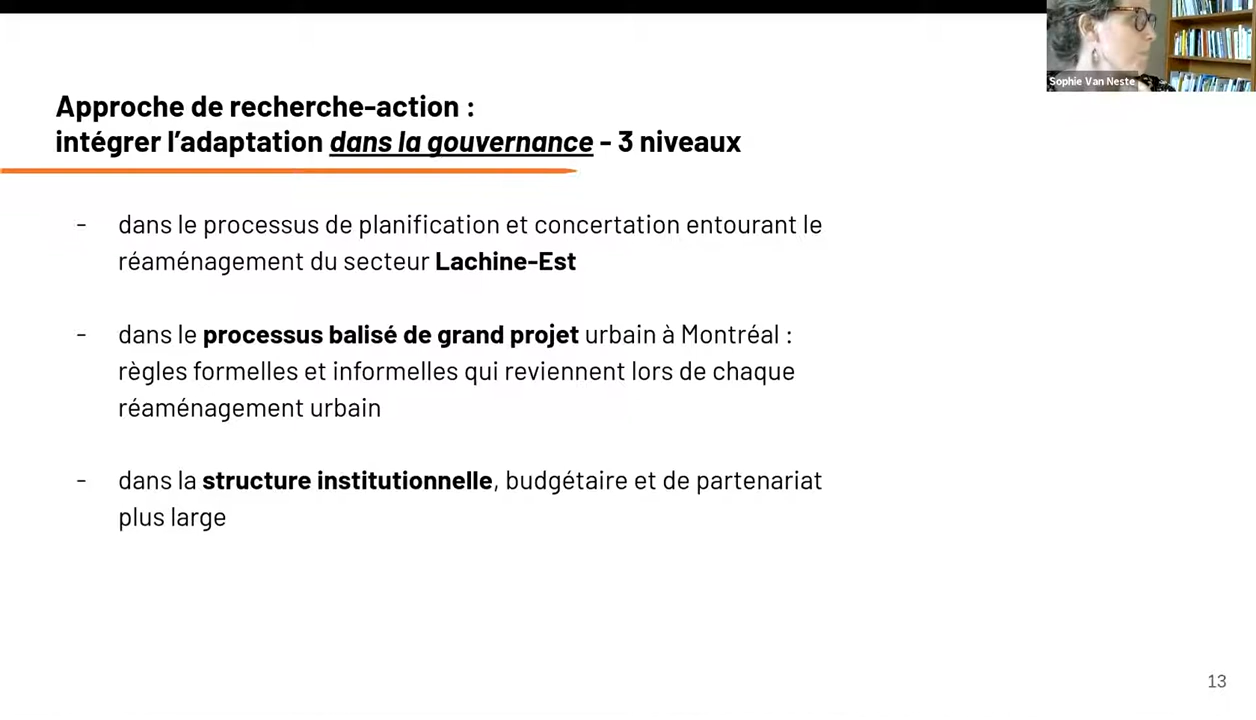 Sophie Van Neste
Approche de recherche-action :
intégrer l'adaptation dans la gouvernance - 3 niveaux
- dans le processus de planification et concertation entourant le
réaménagement du secteur Lachine-Est
- dans le processus balisé de grand projet urbain à Montréal :
règles formelles et informelles qui reviennent lors de chaque
réaménagement urbain
- dans la structure institutionnelle, budgétaire et de partenariat
plus large
13